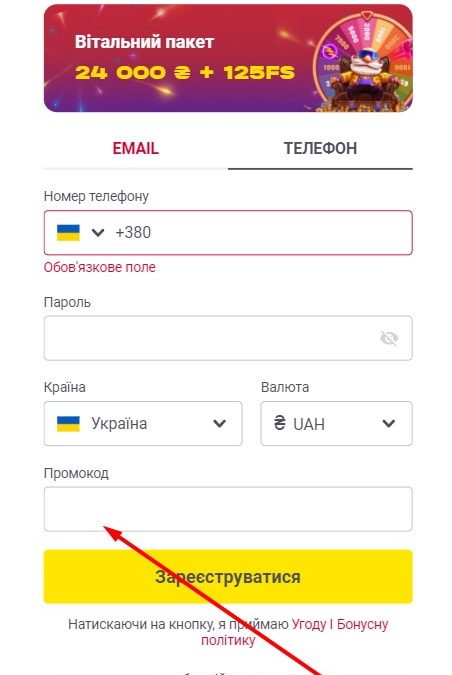 Вітальний пакет
24 000 ₴ + 125FS
EMAIL
ТЕЛЕФОН
Номер телефону
+380
Обов'язкове поле
Пароль
Країна
Валюта
Україна
₴ UAH
Промокод
Зареєструватися
Натискаючи на кнопку, я приймаю Угоду І Бонусну
політику